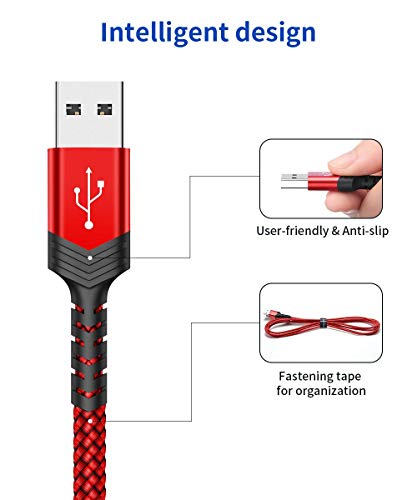 Intelligent design
User-friendly & Anti-slip
Fastening tape
for organization